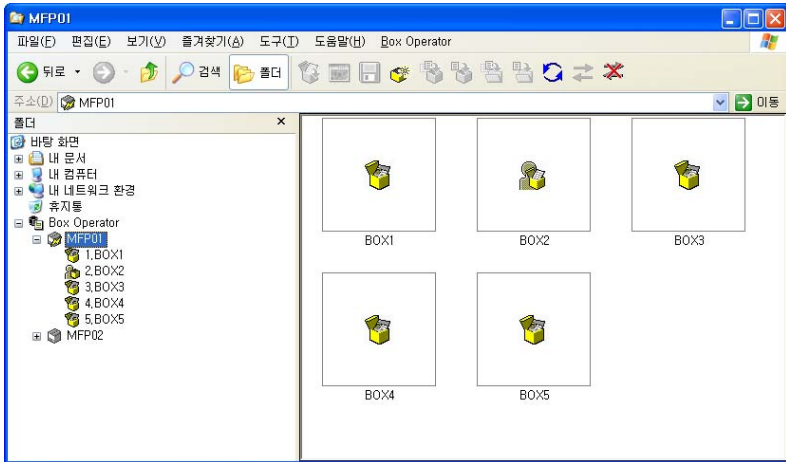 MFP01
파일(F) 편집(E) 보기(V) 즐겨찾기(A) 도구(T) 도움말(H) Box Operator
뒤로 검색 폴더
주소(D) MFP01 이동
폴더
바탕 화면
내 문서
내 컴퓨터
내 네트워크 환경
휴지통
Box Operator
MFP01
1,BOX1
2,BOX2
3,BOX3
4,BOX4
5,BOX5
MFP02
BOX1 BOX2 BOX3
BOX4 BOX5